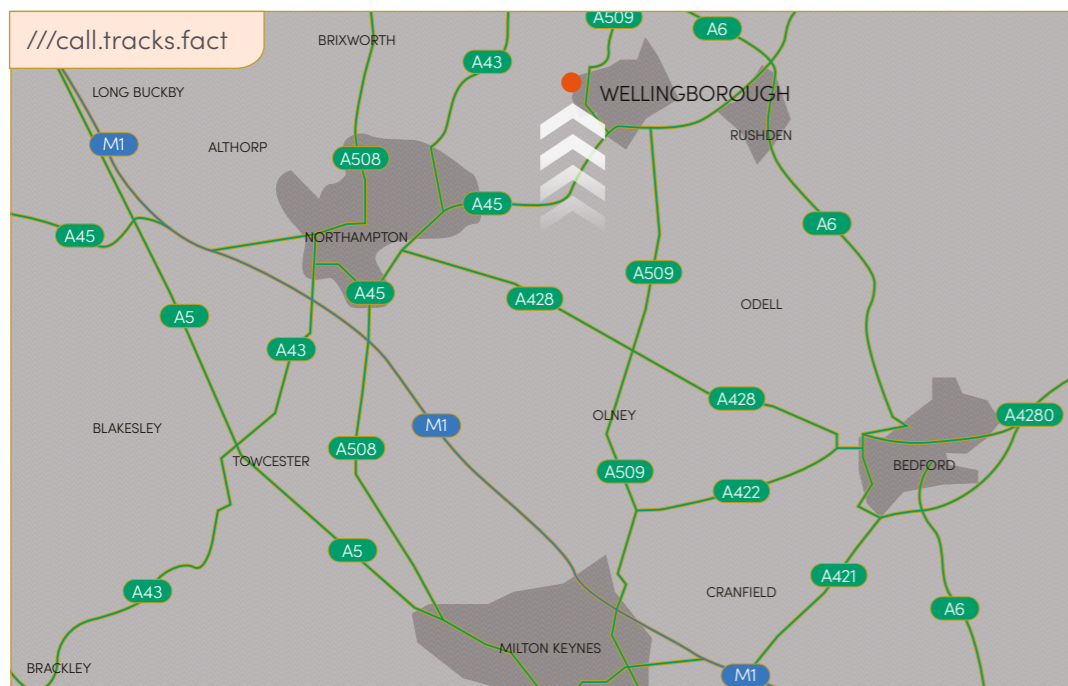 ///call.tracks.fact
A509
A6
BRIXWORTH
A43
LONG BUCKBY
WELLINGBOROUGH
RUSHDEN
M1
ALTHORP
A508
A45
A45
A6
NORTHAMPTON
A509
A45
A428
ODELL
A5
A43
A428
OLNEY
A4280
BLAKESLEY
M1
A508
TOWCESTER
BEDFORD
A509
A422
A5
A421
A43
CRANFIELD
A6
MILTON KEYNES
BRACKLEY
M1